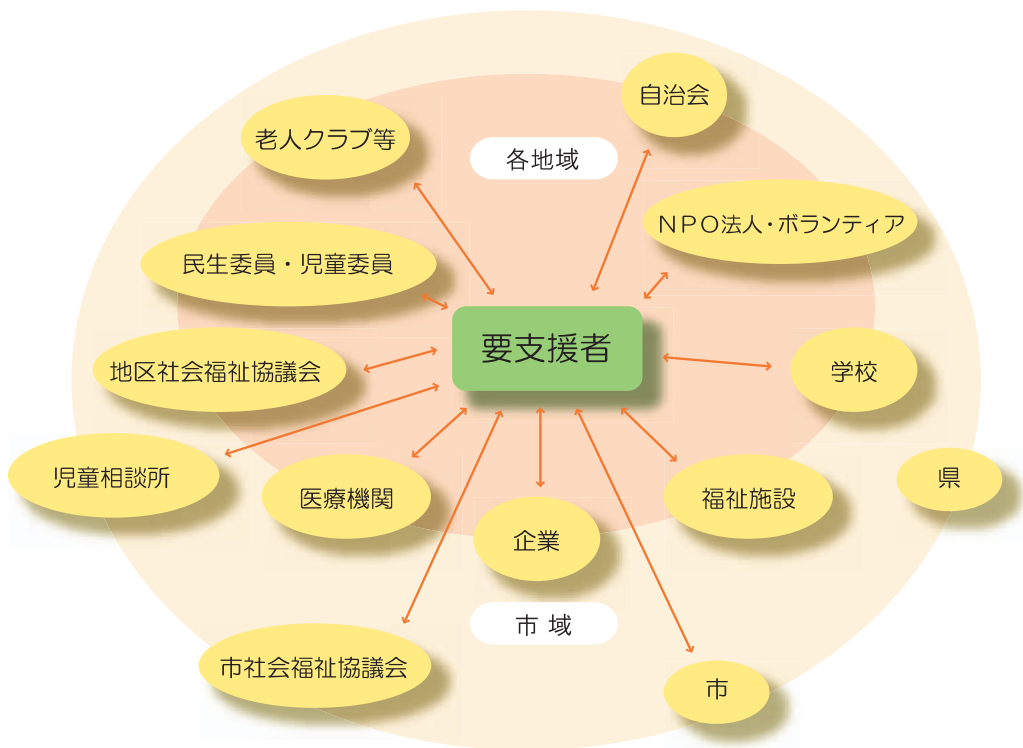 自治会
老人クラブ等
各地域
NPO法人・ボランティア
民生委員・児童委員
要支援者
地区社会福祉協議会
学校
児童相談所
医療機関
福祉施設
県
企業
市域
市社会福祉協議会
市